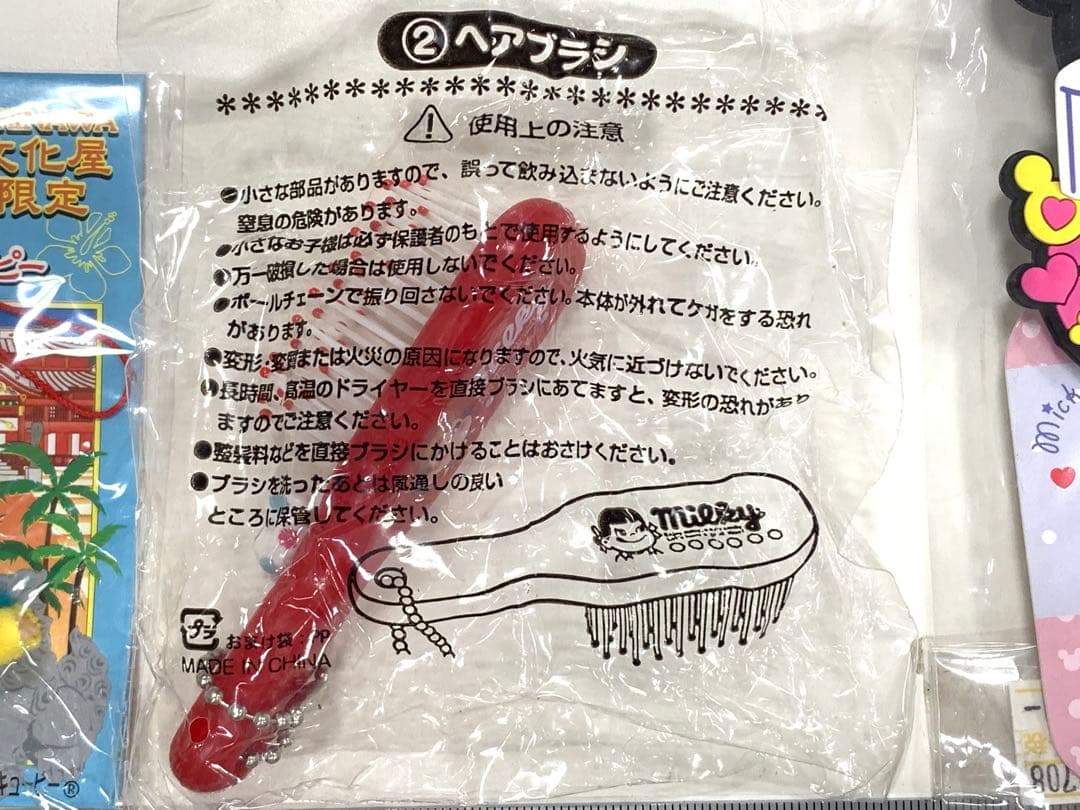 ②ヘアブラシ
******************************
使用上の注意
●小さな部品がありますので、誤って飲み込まないようにご注意ください。
窒息の危険があります。
●小さなお子様は必ず保護者のもとで使用するようにしてください。
●万一破損した場合は使用しないでください。
●ボールチェーンで振り回さないでください。本体が外れてケガをする恐れ
があります。
●変形・変質または火災の原因になりますので、火気に近づけないでください。
●長時間、高温のドライヤーを直接ブラシにあてますと、変形の恐れがあり
ますのでご注意ください。
●整髪料などを直接ブラシにかけることはおさけください。
●ブラシを洗ったあとは風通しの良い
ところに保管してください。
milky
プラ
おまけ袋：PP
MADE IN CHINA
文化屋
限定
ピー
キューピー®
Mick
708